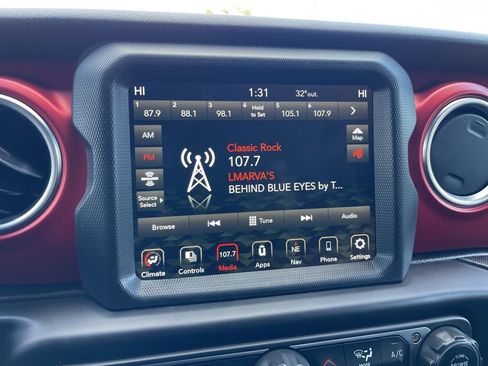 HI 1:31 32°out. HI
1 2 3 4 5 6
87.9 88.1 98.1 Hold to Set 105.1 107.9
AM
FM
Source Select
Classic Rock
107.7
LMARVA'S
BEHIND BLUE EYES by T...
Map
Browse Tune Audio
107.7 NE
Climate Controls Media Apps Nav Phone Settings
A/C
TUNE
BROWSE